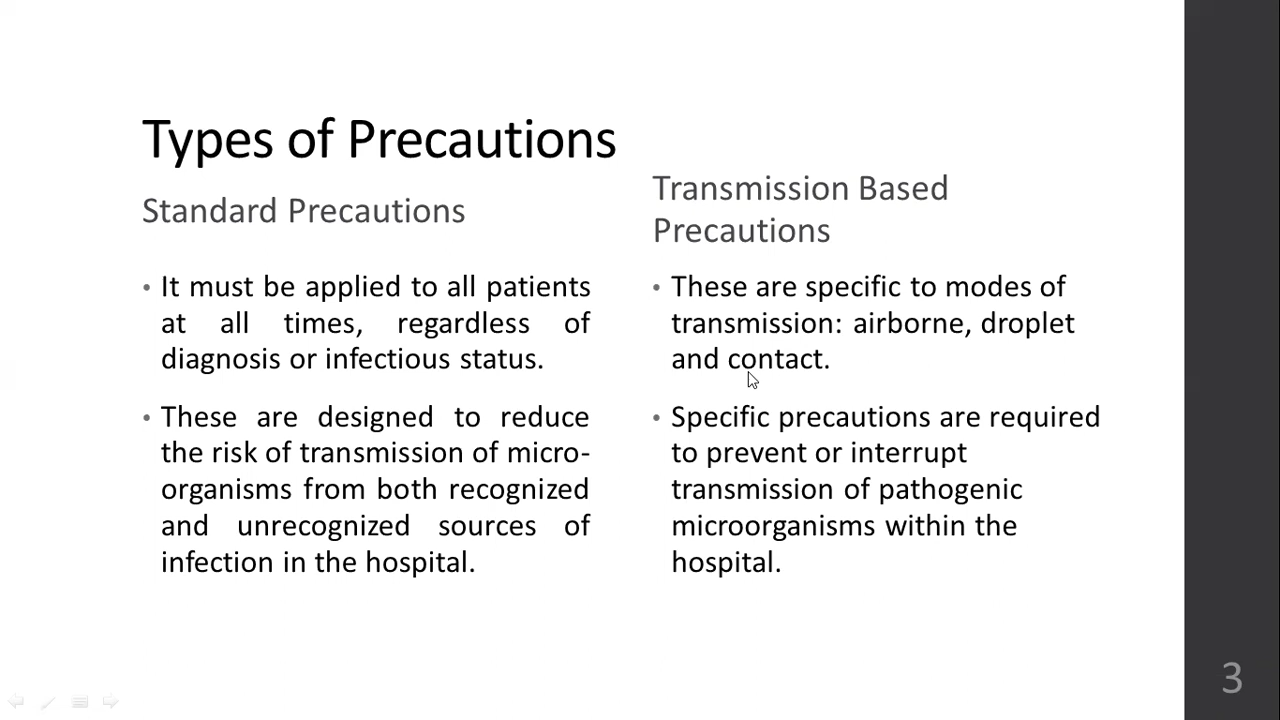 Types of Precautions
Standard Precautions
• It must be applied to all patients
at all times, regardless of
diagnosis or infectious status.
• These are designed to reduce
the risk of transmission of micro-
organisms from both recognized
and unrecognized sources of
infection in the hospital.
Transmission Based
Precautions
• These are specific to modes of
transmission: airborne, droplet
and contact.
• Specific precautions are required
to prevent or interrupt
transmission of pathogenic
microorganisms within the
hospital.
3